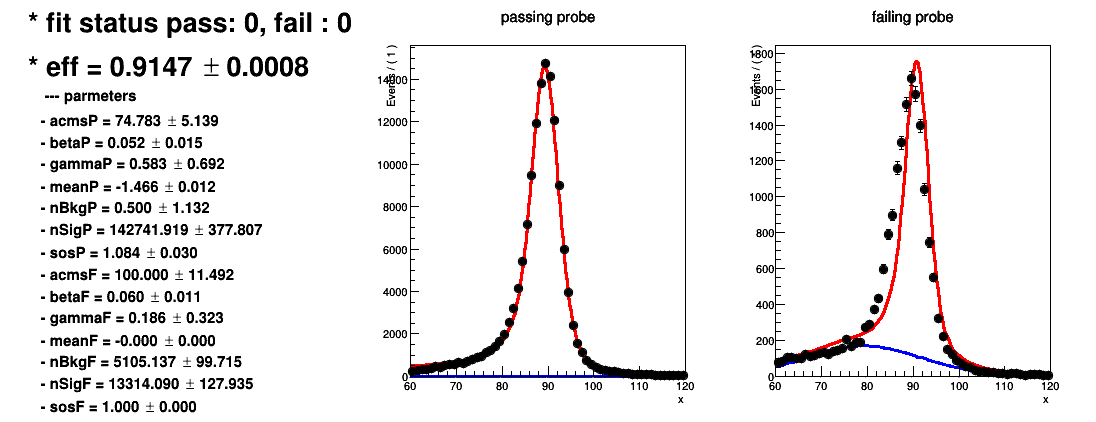 * fit status pass: 0, fail : 0
* eff = 0.9147 ± 0.0008
--- parmeters
- acmsP = 74.783 ± 5.139
- betaP = 0.052 ± 0.015
- gammaP = 0.583 ± 0.692
- meanP = -1.466 ± 0.012
- nBkgP = 0.500 ± 1.132
- nSigP = 142741.919 ± 377.807
- sosP = 1.084 ± 0.030
- acmsF = 100.000 ± 11.492
- betaF = 0.060 ± 0.011
- gammaF = 0.186 ± 0.323
- meanF = -0.000 ± 0.000
- nBkgF = 5105.137 ± 99.715
- nSigF = 13314.090 ± 127.935
- sosF = 1.000 ± 0.000
passing probe
Events / ( 1 )
14000
12000
10000
8000
6000
4000
2000
0
60 70 80 90 100 110 120
x
failing probe
Events / ( 1 )
1800
1600
1400
1200
1000
800
600
400
200
0
60 70 80 90 100 110 120
x